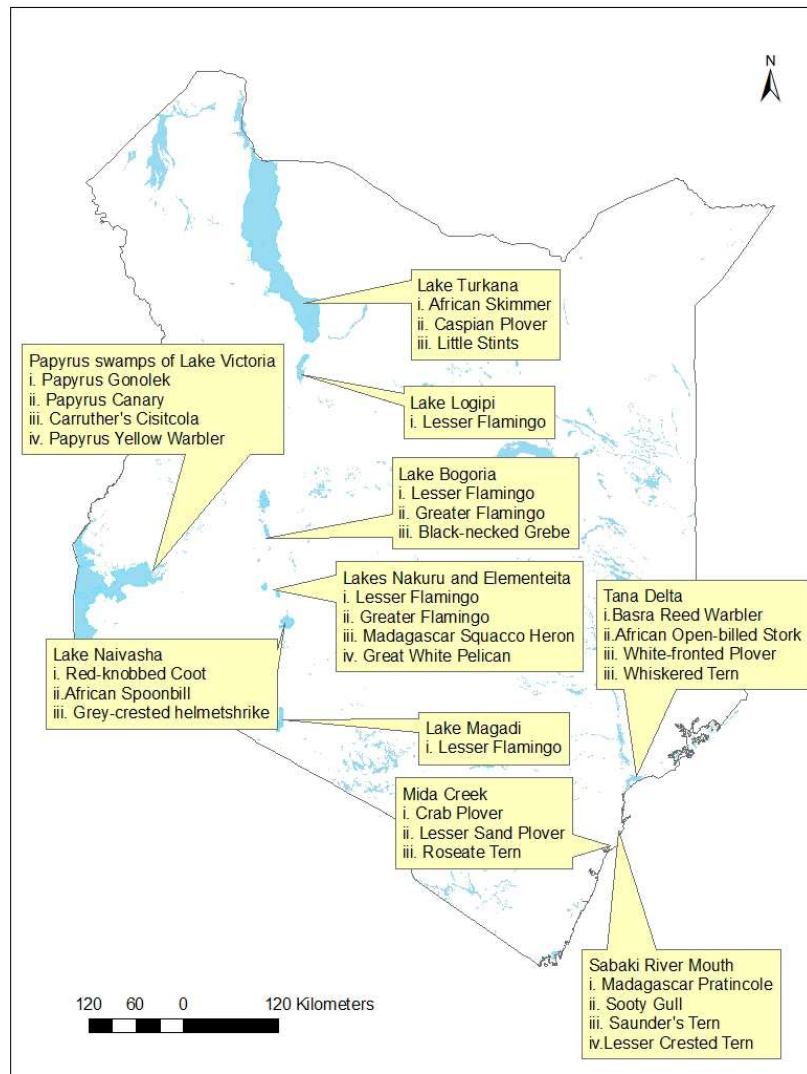 N
Lake Turkana
i. African Skimmer
ii. Caspian Plover
iii. Little Stints
Papyrus swamps of Lake Victoria
i. Papyrus Gonolek
ii. Papyrus Canary
iii. Carruther's Cisitcola
iv. Papyrus Yellow Warbler
Lake Logipi
i. Lesser Flamingo
Lake Bogoria
i. Lesser Flamingo
ii. Greater Flamingo
iii. Black-necked Grebe
Lakes Nakuru and Elementeita
i. Lesser Flamingo
ii. Greater Flamingo
iii. Madagascar Squacco Heron
iv. Great White Pelican
Tana Delta
i.Basra Reed Warbler
ii.African Open-billed Stork
iii. White-fronted Plover
iii. Whiskered Tern
Lake Naivasha
i. Red-knobbed Coot
ii.African Spoonbill
iii. Grey-crested helmetshrike
Lake Magadi
i. Lesser Flamingo
Mida Creek
i. Crab Plover
ii. Lesser Sand Plover
iii. Roseate Tern
Sabaki River Mouth
i. Madagascar Pratincole
ii. Sooty Gull
iii. Saunder's Tern
iv.Lesser Crested Tern
120 60 0 120 Kilometers